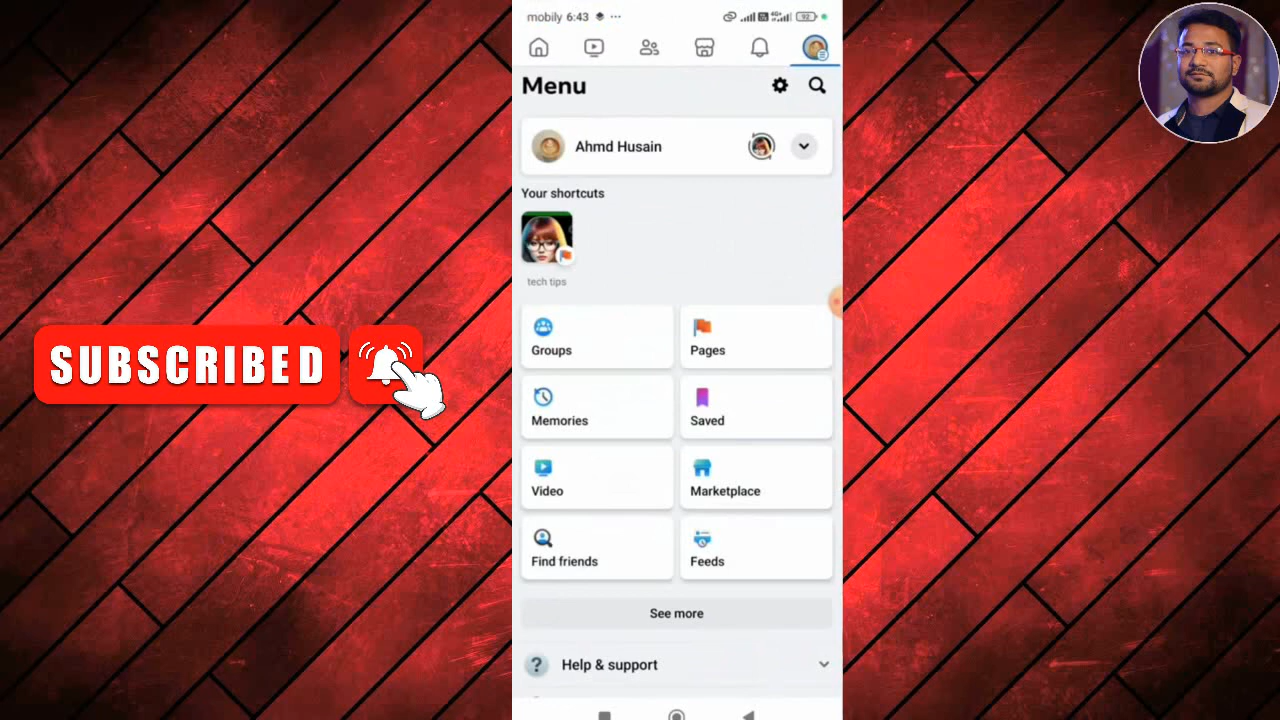 mobily 6:43
92
Menu
Ahmd Husain
Your shortcuts
tech tips
Groups
Pages
Memories
Saved
SUBSCRIBED
Video
Marketplace
Find friends
Feeds
See more
? Help & support